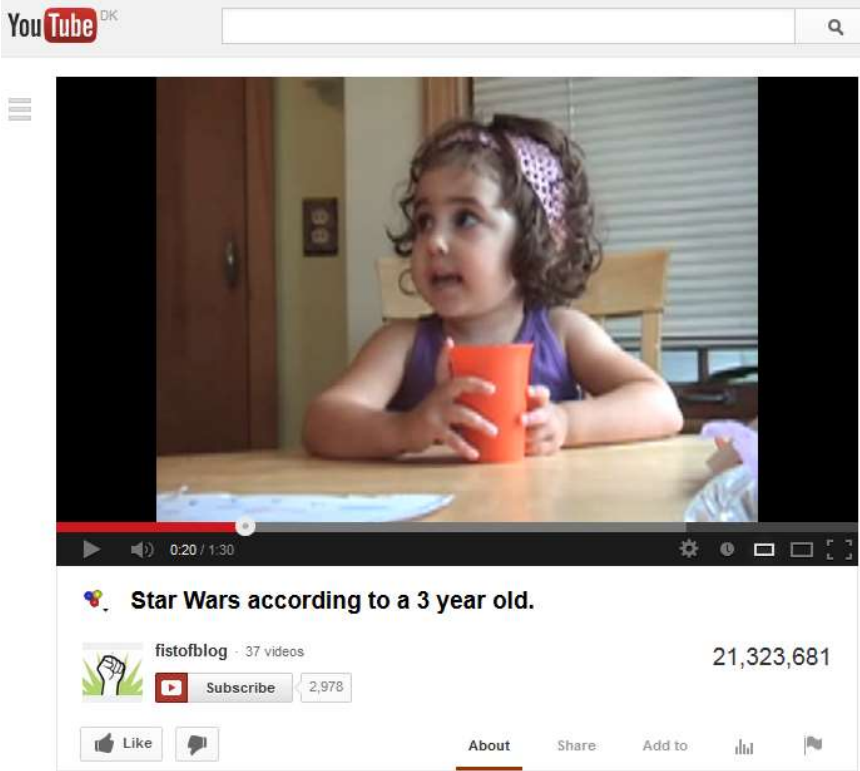 YouTube DK
0:20 / 1:30
Star Wars according to a 3 year old.
fistofblog · 37 videos
21,323,681
Subscribe 2,978
Like
About Share Add to